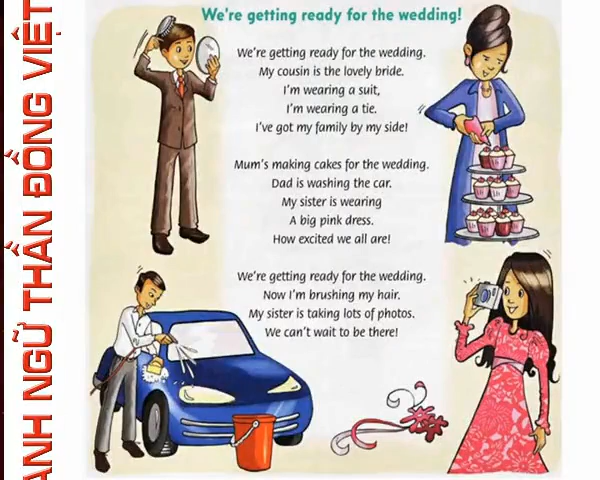 We're getting ready for the wedding!
We're getting ready for the wedding.
My cousin is the lovely bride.
I'm wearing a suit,
I'm wearing a tie.
I've got my family by my side!
Mum's making cakes for the wedding.
Dad is washing the car.
My sister is wearing
A big pink dress.
How excited we all are!
We're getting ready for the wedding.
Now I'm brushing my hair.
My sister is taking lots of photos.
We can't wait to be there!
ANH NGỮ THẦN ĐỒNG VIỆT